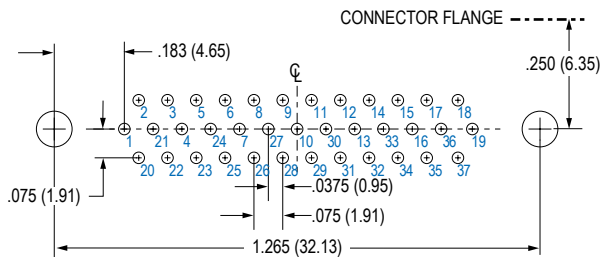 CONNECTOR FLANGE
.183 (4.65)
℄
.250 (6.35)
2 3 5 6 8 9 11 12 14 15 17 18
1 21 4 24 7 27 10 30 13 33 16 36 19
20 22 23 25 26 28 29 31 32 34 35 37
.075 (1.91)
.0375 (0.95)
.075 (1.91)
1.265 (32.13)